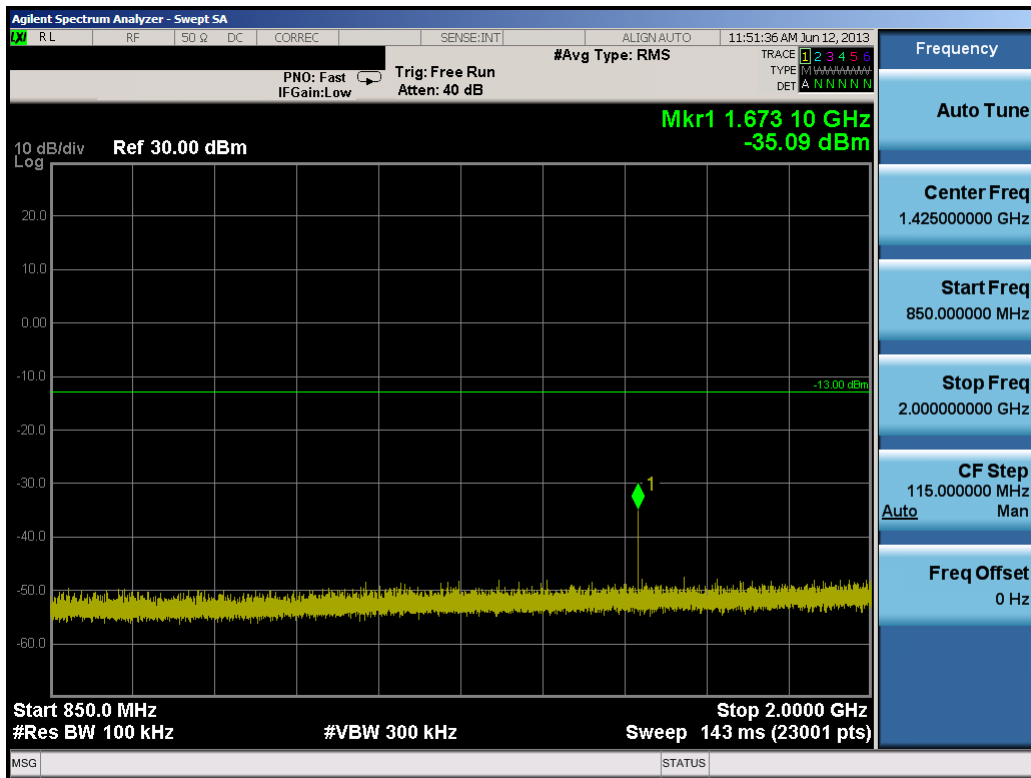 Agilent Spectrum Analyzer - Swept SA
LXI RL RF 50 Ω DC CORREC SENSE:INT ALIGN AUTO 11:51:36 AM Jun 12, 2013
#Avg Type: RMS
TRACE 1 2 3 4 5 6
PNO: Fast Trig: Free Run
TYPE M WWWWW
IFGain:Low Atten: 40 dB
DET A N N N N N
Mkr1 1.673 10 GHz
-35.09 dBm
10 dB/div Ref 30.00 dBm
Log
20.0
10.0
0.00
-10.0
-13.00 dBm
-20.0
-30.0
1
-40.0
-50.0
-60.0
Start 850.0 MHz Stop 2.0000 GHz
#Res BW 100 kHz #VBW 300 kHz Sweep 143 ms (23001 pts)
MSG STATUS
Frequency
Auto Tune
Center Freq
1.425000000 GHz
Start Freq
850.000000 MHz
Stop Freq
2.000000000 GHz
CF Step
115.000000 MHz
Auto Man
Freq Offset
0 Hz